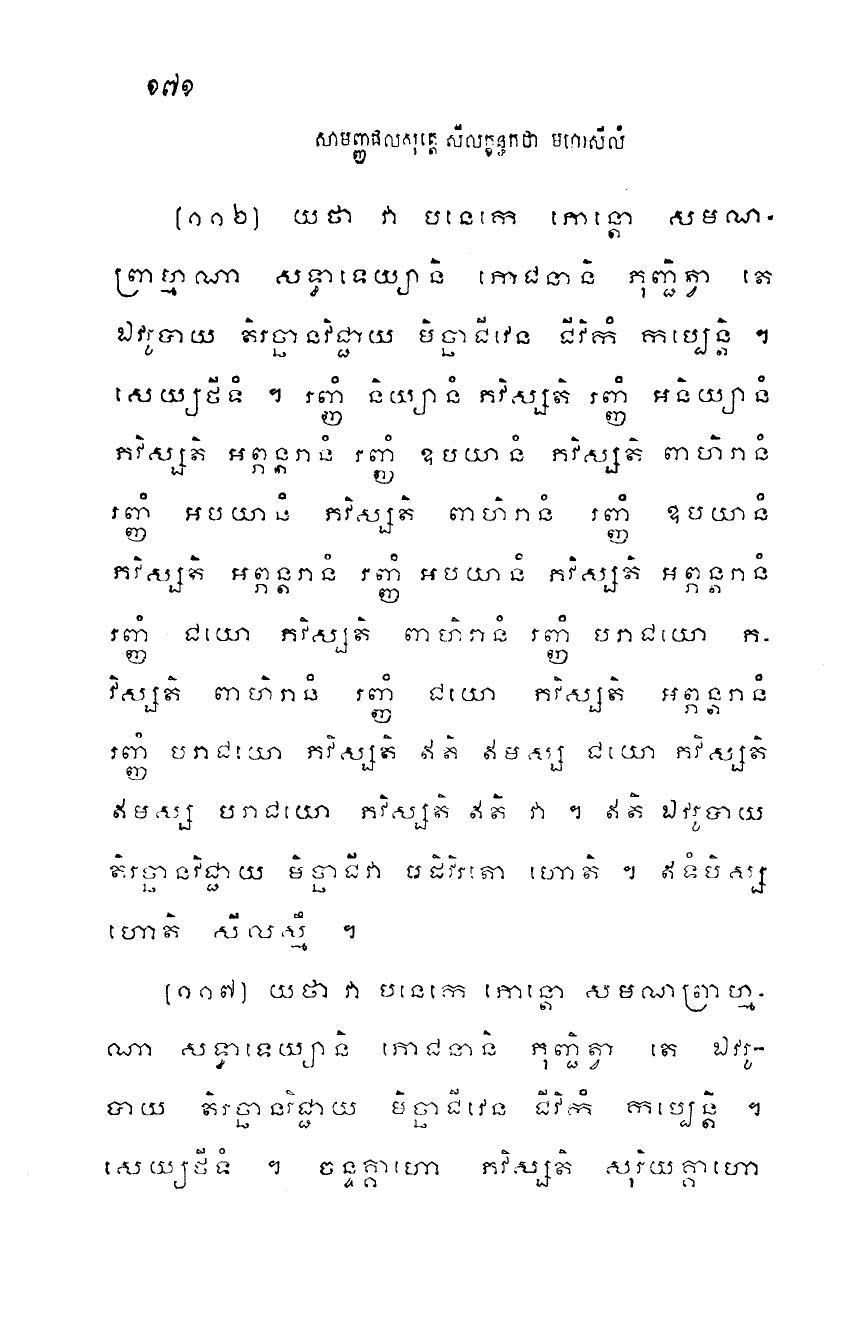 ១៧១
សាមញ្ញផលសុត្តេ សីលក្ខន្ធកថា មហាសីលំ
(១១៦) យថា វា បនេកេ ភោន្តោ សមណ-
ព្រាហ្មណា សទ្ធាទេយ្យានិ ភោជនានិ ភុញ្ជិត្វា តេ
ឯវរូបាយ តិរច្ឆានវិជ្ជាយ មិច្ឆាជីវេន ជីវិកំ កប្បេន្តិ ។
សេយ្យថីទំ ។ រញ្ញំ និយ្យានំ ភវិស្សតិ រញ្ញំ អនិយ្យានំ
ភវិស្សតិ អព្ភន្តរានំ រញ្ញំ ឧបយានំ ភវិស្សតិ ពាហិរានំ
រញ្ញំ អបយានំ ភវិស្សតិ ពាហិរានំ រញ្ញំ ឧបយានំ
ភវិស្សតិ អព្ភន្តរានំ រញ្ញំ អបយានំ ភវិស្សតិ អព្ភន្តរានំ
រញ្ញំ ជយោ ភវិស្សតិ ពាហិរានំ រញ្ញំ បរាជយោ ភ-
វិស្សតិ ពាហិរានំ រញ្ញំ ជយោ ភវិស្សតិ អព្ភន្តរានំ
រញ្ញំ បរាជយោ ភវិស្សតិ ឥតិ ឥមស្ស ជយោ ភវិស្សតិ
ឥមស្ស បរាជយោ ភវិស្សតិ ឥតិ វា ។ ឥតិ ឯវរូបាយ
តិរច្ឆានវិជ្ជាយ មិច្ឆាជីវា បដិវិរតោ ហោតិ ។ ឥទំបិស្ស
ហោតិ សីលស្មឹ ។
(១១៧) យថា វា បនេកេ ភោន្តោ សមណព្រាហ្ម-
ណា សទ្ធាទេយ្យានិ ភោជនានិ ភុញ្ជិត្វា តេ ឯវរូ-
បាយ តិរច្ឆានវិជ្ជាយ មិច្ឆាជីវេន ជីវិកំ កប្បេន្តិ ។
សេយ្យថីទំ ។ ចន្ទគ្គាហោ ភវិស្សតិ សុរិយគ្គាហោ